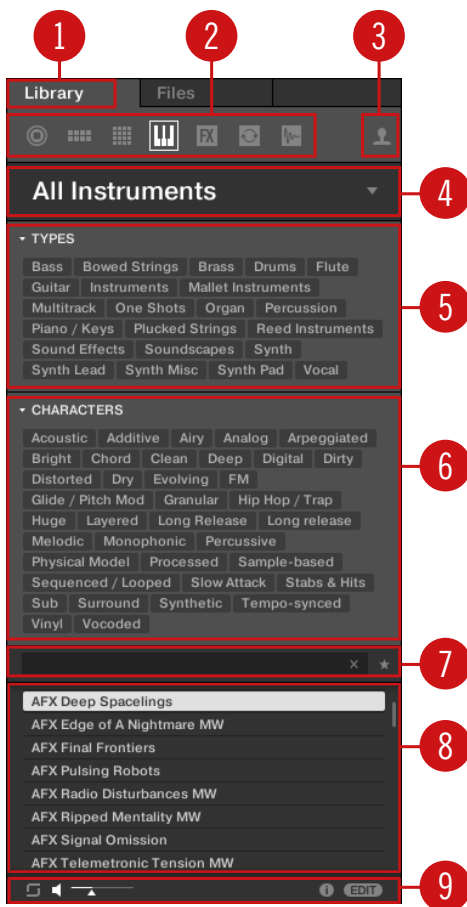 1 2 3
Library Files
FX
All Instruments
4
TYPES
Bass Bowed Strings Brass Drums Flute
Guitar Instruments Mallet Instruments
Multitrack One Shots Organ Percussion
5
Piano / Keys Plucked Strings Reed Instruments
Sound Effects Soundscapes Synth
Synth Lead Synth Misc Synth Pad Vocal
CHARACTERS
Acoustic Additive Airy Analog Arpeggiated
Bright Chord Clean Deep Digital Dirty
6
Distorted Dry Evolving FM
Glide / Pitch Mod Granular Hip Hop / Trap
Huge Layered Long Release Long release
Melodic Monophonic Percussive
Physical Model Processed Sample-based
Sequenced / Looped Slow Attack Stabs & Hits
Sub Surround Synthetic Tempo-synced
Vinyl Vocoded
7
AFX Deep Spacelings
AFX Edge of A Nightmare MW
8
AFX Final Frontiers
AFX Pulsing Robots
AFX Radio Disturbances MW
AFX Ripped Mentality MW
AFX Signal Omission
AFX Telemetronic Tension MW
i EDIT
9